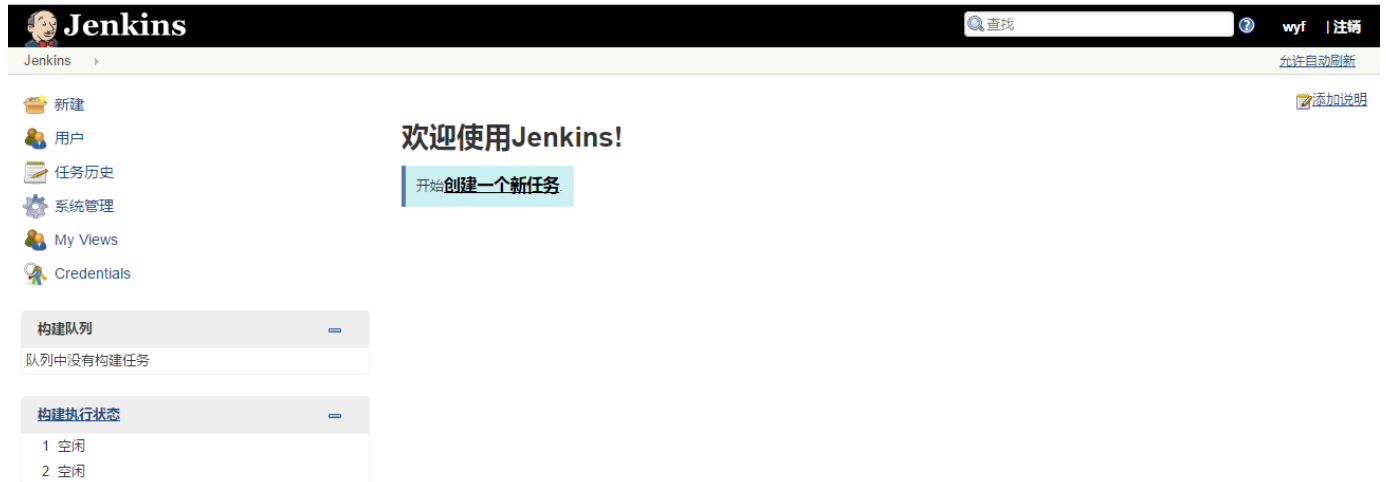 Jenkins
查找
wyf | 注销
Jenkins
允许自动刷新
新建
添加说明
用户
欢迎使用Jenkins!
任务历史
开始创建一个新任务.
系统管理
My Views
Credentials
构建队列
队列中没有构建任务
构建执行状态
1 空闲
2 空闲